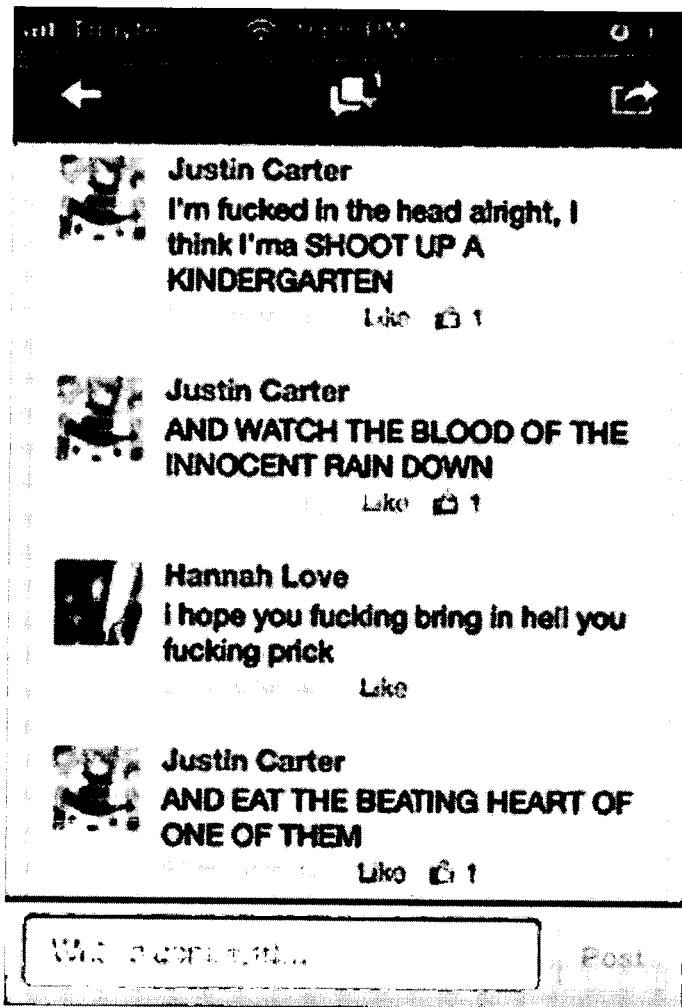 Justin Carter
I'm fucked in the head alright, I
think I'ma SHOOT UP A
KINDERGARTEN
Like 1
Justin Carter
AND WATCH THE BLOOD OF THE
INNOCENT RAIN DOWN
Like 1
Hannah Love
i hope you fucking bring in hell you
fucking prick
Like
Justin Carter
AND EAT THE BEATING HEART OF
ONE OF THEM
Like 1
Post